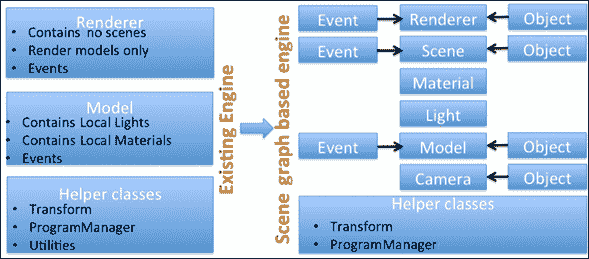 Renderer
• Contains no scenes
• Render models only
• Events
Model
• Contains Local Lights
• Contains Local Materials
• Events
Helper classes
• Transform
• ProgramManager
• Utilities
Existing Engine
Scene graph based engine
Event Renderer Object
Event Scene Object
Material
Light
Event Model Object
Camera Object
Helper classes
• Transform
• ProgramManager